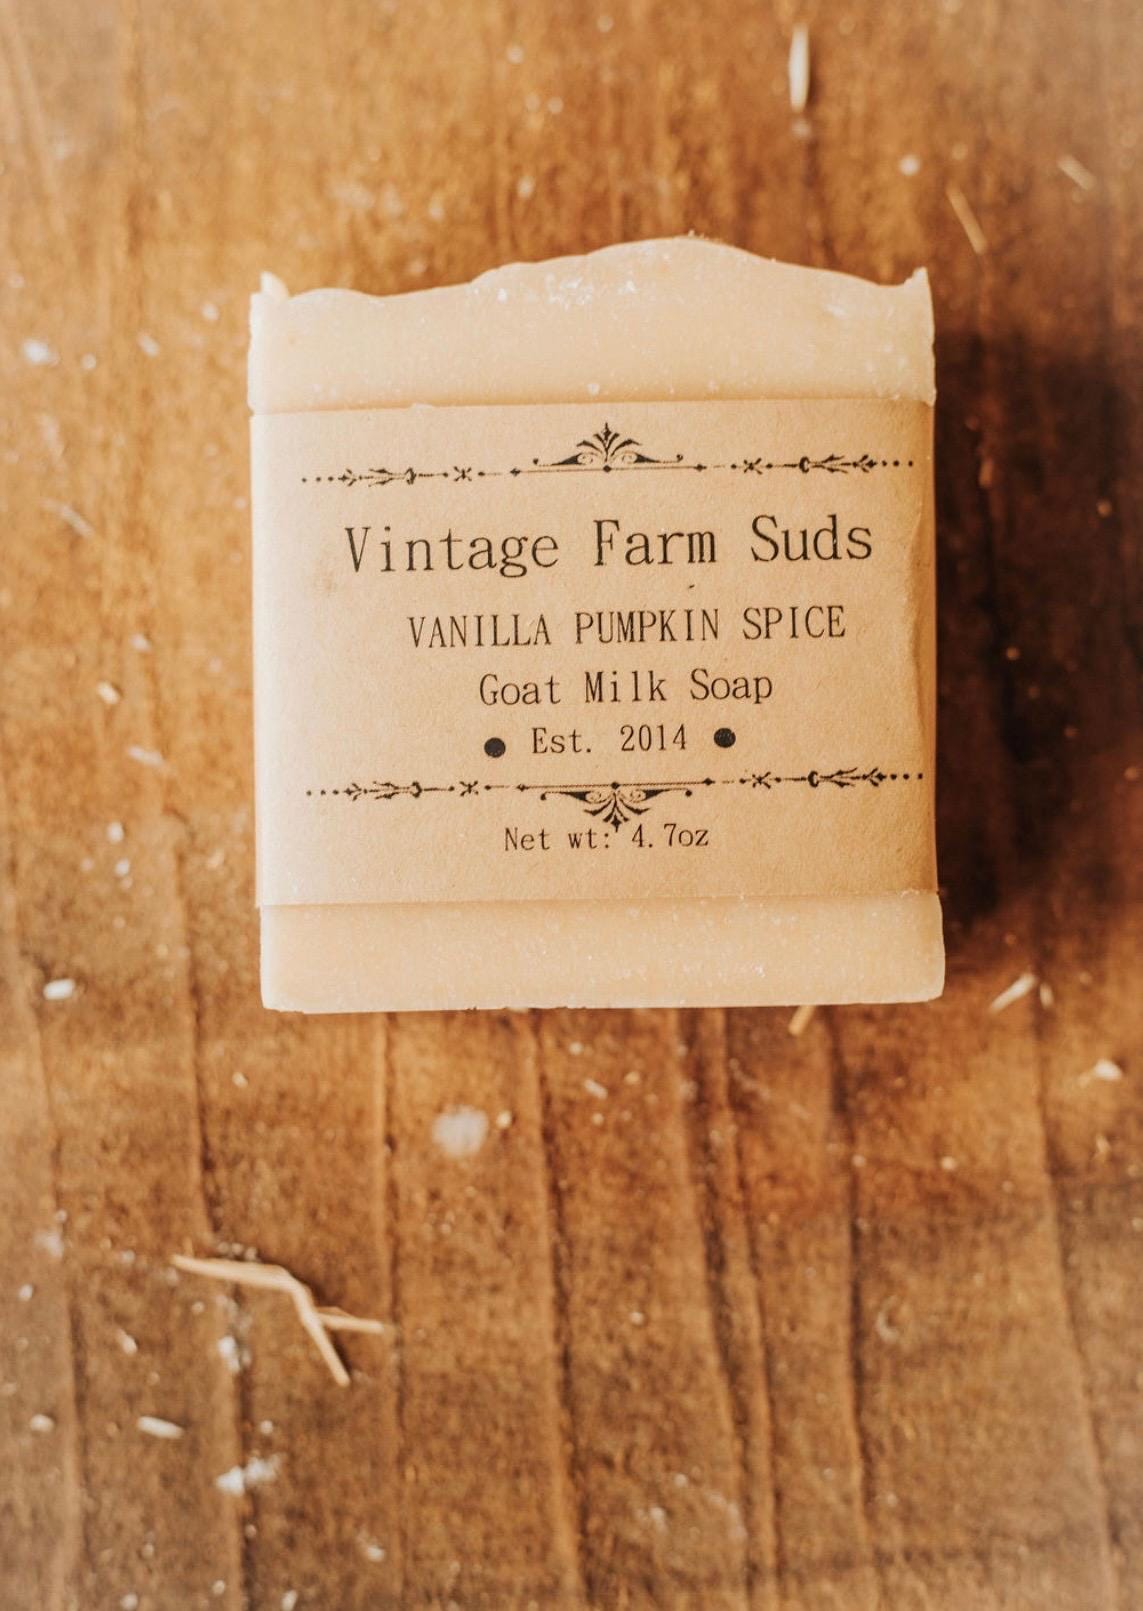 Vintage Farm Suds
VANILLA PUMPKIN SPICE
Goat Milk Soap
● Est. 2014 ●
Net wt: 4.7oz